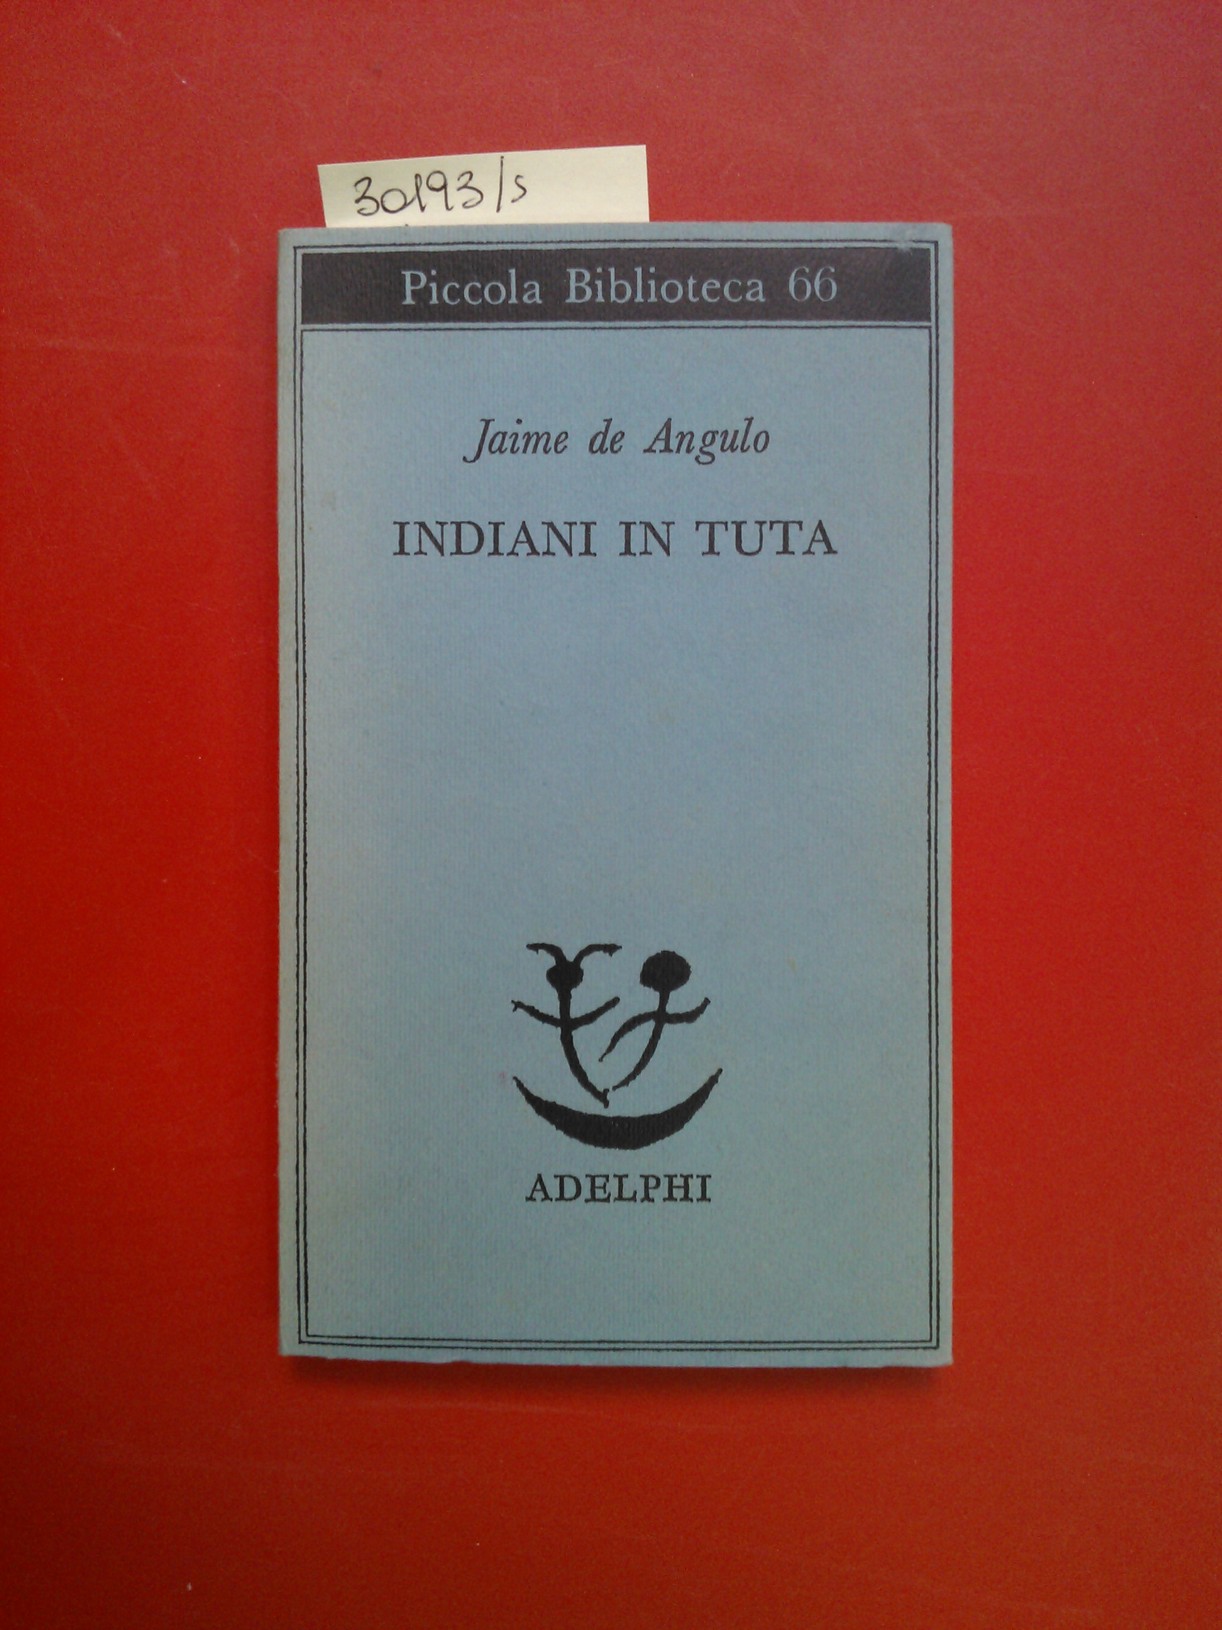 30193/s
Piccola Biblioteca 66
Jaime de Angulo
INDIANI IN TUTA
ADELPHI